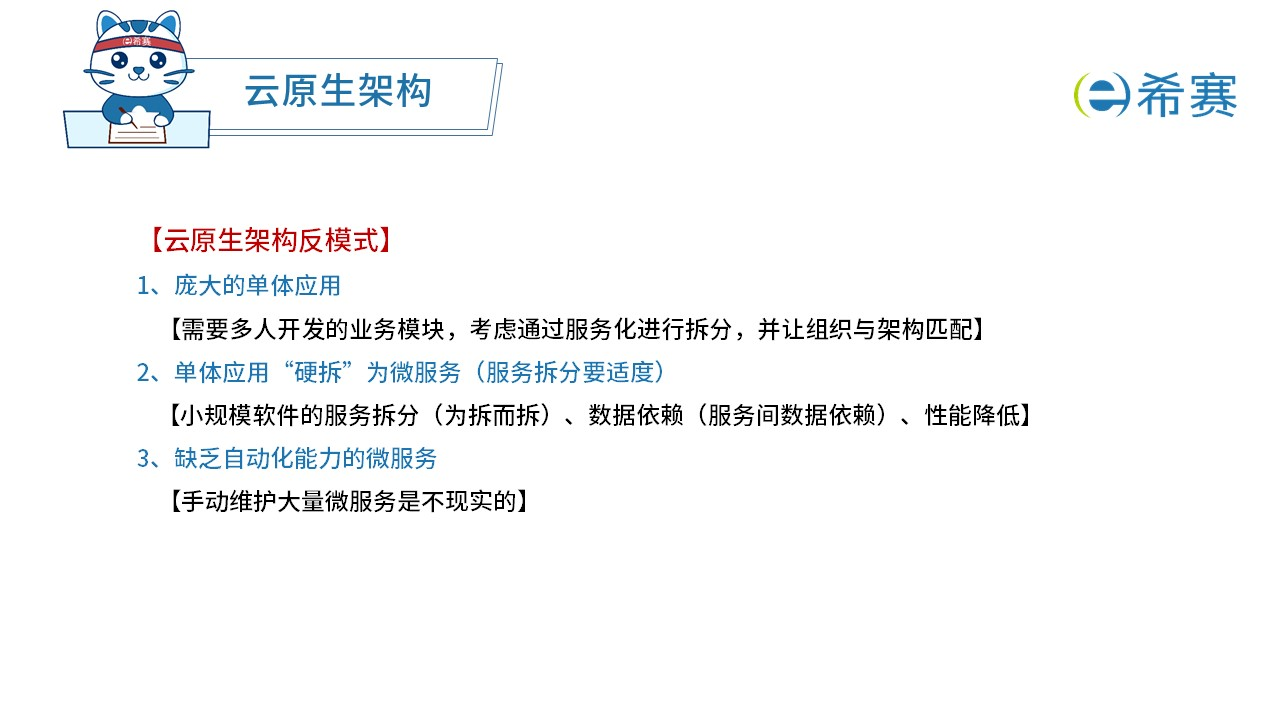 希赛
云原生架构
希赛
【云原生架构反模式】
1、庞大的单体应用
【需要多人开发的业务模块，考虑通过服务化进行拆分，并让组织与架构匹配】
2、单体应用“硬拆”为微服务（服务拆分要适度）
【小规模软件的服务拆分（为拆而拆）、数据依赖（服务间数据依赖）、性能降低】
3、缺乏自动化能力的微服务
【手动维护大量微服务是不现实的】